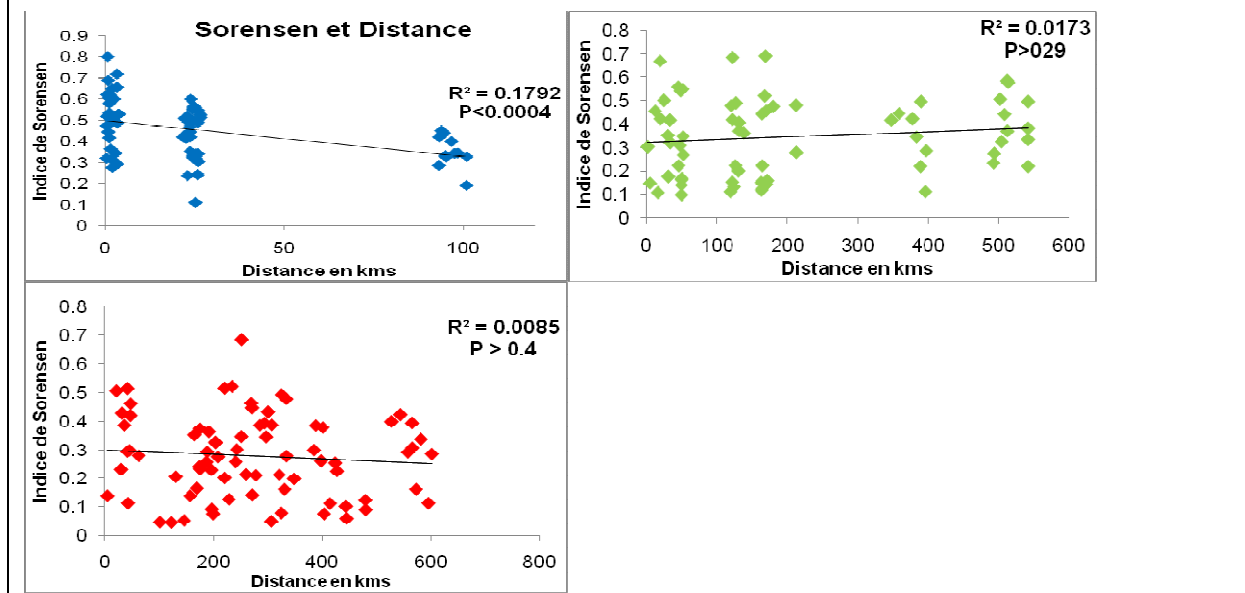 Sorensen et Distance
R² = 0.1792
P<0.0004
Indice de Sorensen
0.9
0.8
0.7
0.6
0.5
0.4
0.3
0.2
0.1
0
0 50 100
Distance en kms
R² = 0.0173
P>029
Indice de Sorensen
0.8
0.7
0.6
0.5
0.4
0.3
0.2
0.1
0
0 100 200 300 400 500 600
Distance en kms
R² = 0.0085
P > 0.4
Indice de Sorensen
0.8
0.7
0.6
0.5
0.4
0.3
0.2
0.1
0
0 200 400 600 800
Distance en kms